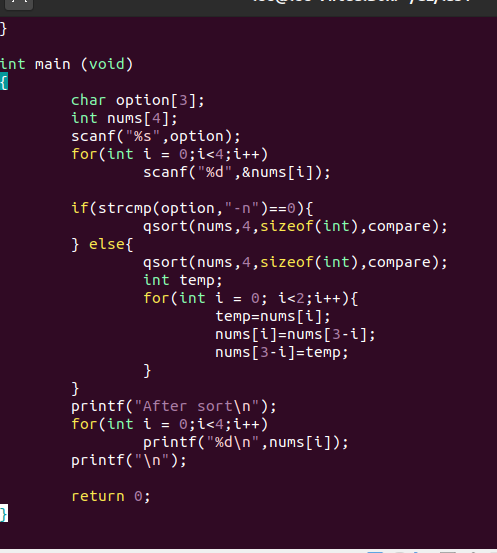 }

int main (void)
{
        char option[3];
        int nums[4];
        scanf("%s",option);
        for(int i = 0;i<4;i++)
                scanf("%d",&nums[i]);

        if(strcmp(option,"-n")==0){
                qsort(nums,4,sizeof(int),compare);
        } else{
                qsort(nums,4,sizeof(int),compare);
                int temp;
                for(int i = 0; i<2;i++){
                        temp=nums[i];
                        nums[i]=nums[3-i];
                        nums[3-i]=temp;
                }
        }
        printf("After sort\n");
        for(int i = 0;i<4;i++)
                printf("%d\n",nums[i]);
        printf("\n");

        return 0;
}